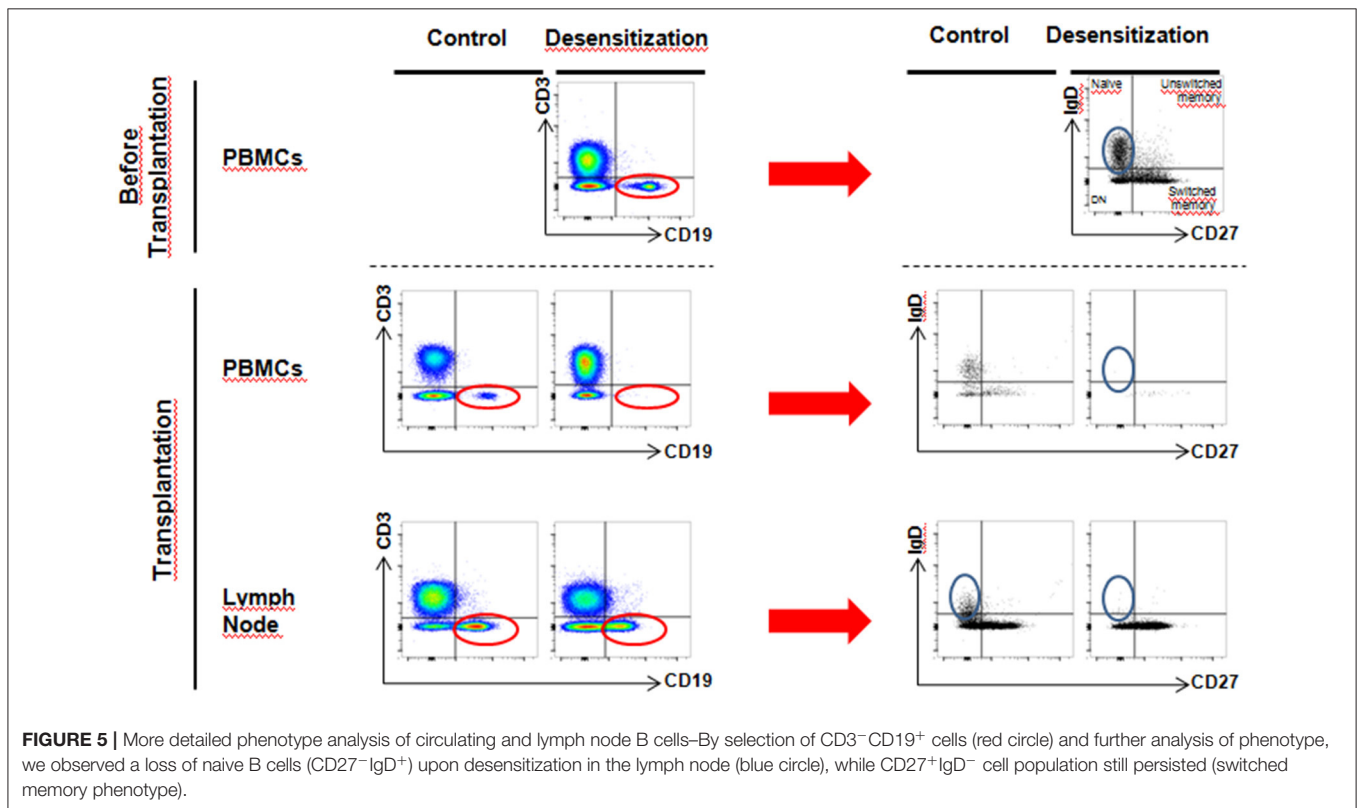 Control Desensitization Control Desensitization
Before
Transplantation
PBMCs
CD3
CD19
IgD
Naive
Unswitched
memory
DN
Switched
memory
CD27
Transplantation
PBMCs
CD3
CD19
IgD
CD27
Lymph
Node
CD3
CD19
IgD
CD27
FIGURE 5 | More detailed phenotype analysis of circulating and lymph node B cells–By selection of CD3−CD19+ cells (red circle) and further analysis of phenotype,
we observed a loss of naive B cells (CD27−IgD+) upon desensitization in the lymph node (blue circle), while CD27+IgD− cell population still persisted (switched
memory phenotype).